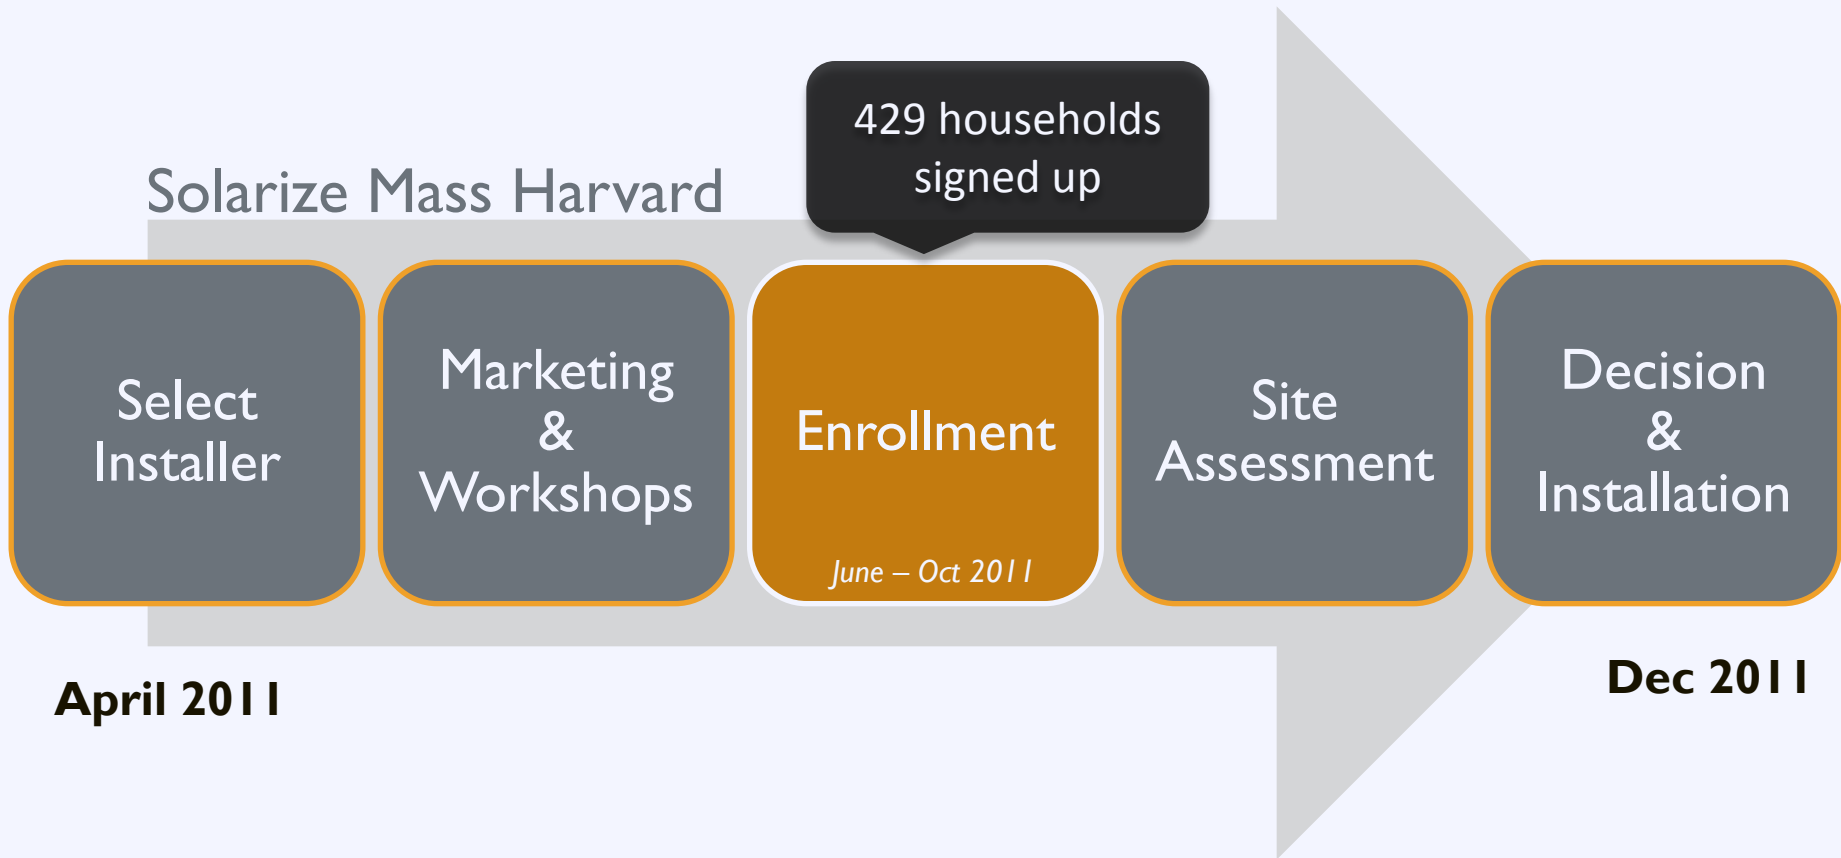 Solarize Mass Harvard
429 households
signed up
Select
Installer
Marketing
&
Workshops
Enrollment
June – Oct 2011
Site
Assessment
Decision
&
Installation
April 2011
Dec 2011